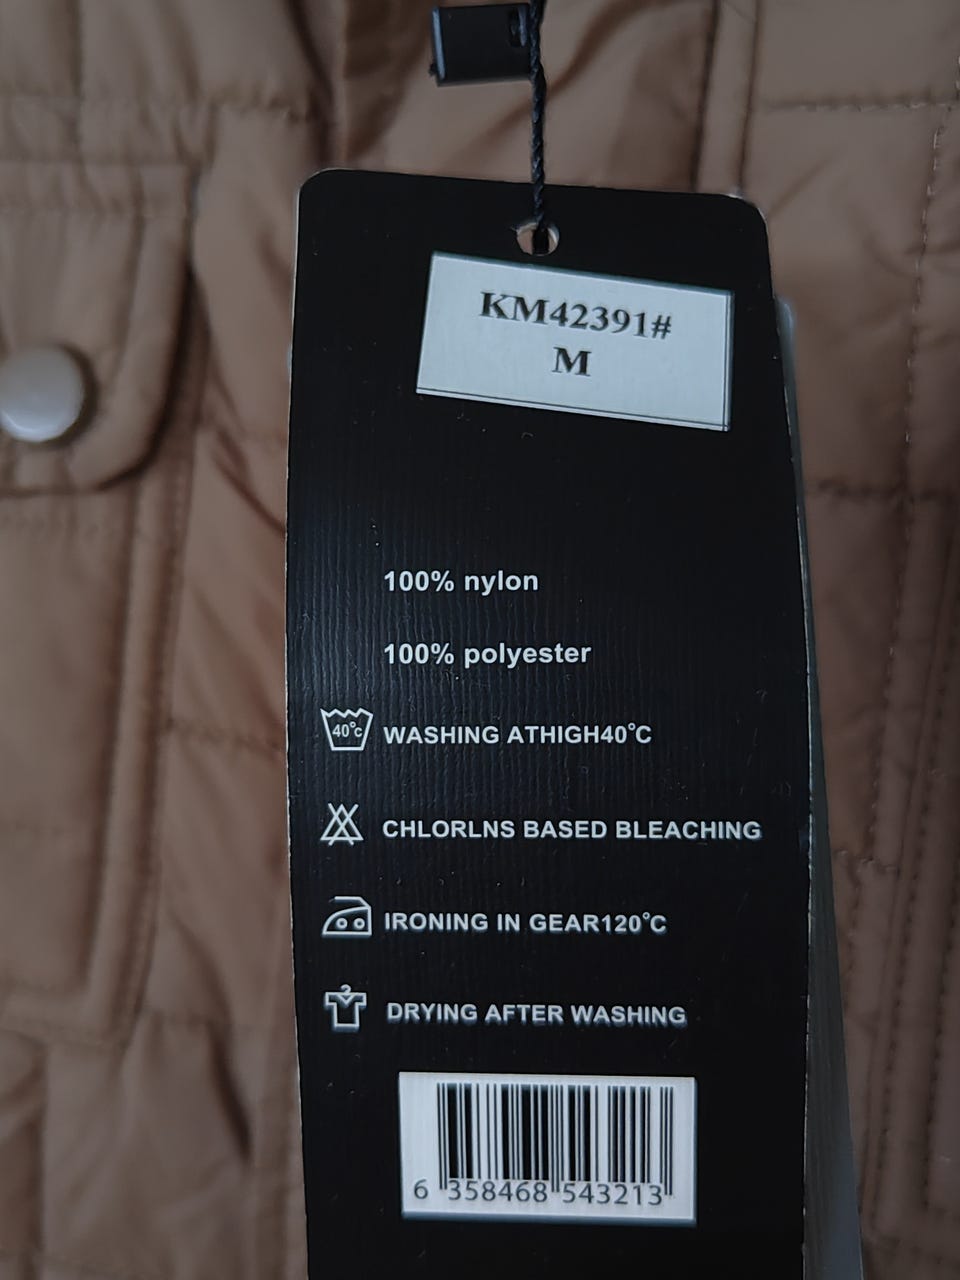 KM42391#
M
100% nylon
100% polyester
40°c WASHING ATHIGH40°C
CHLORLNS BASED BLEACHING
IRONING IN GEAR120°C
DRYING AFTER WASHING
6 358468 543213